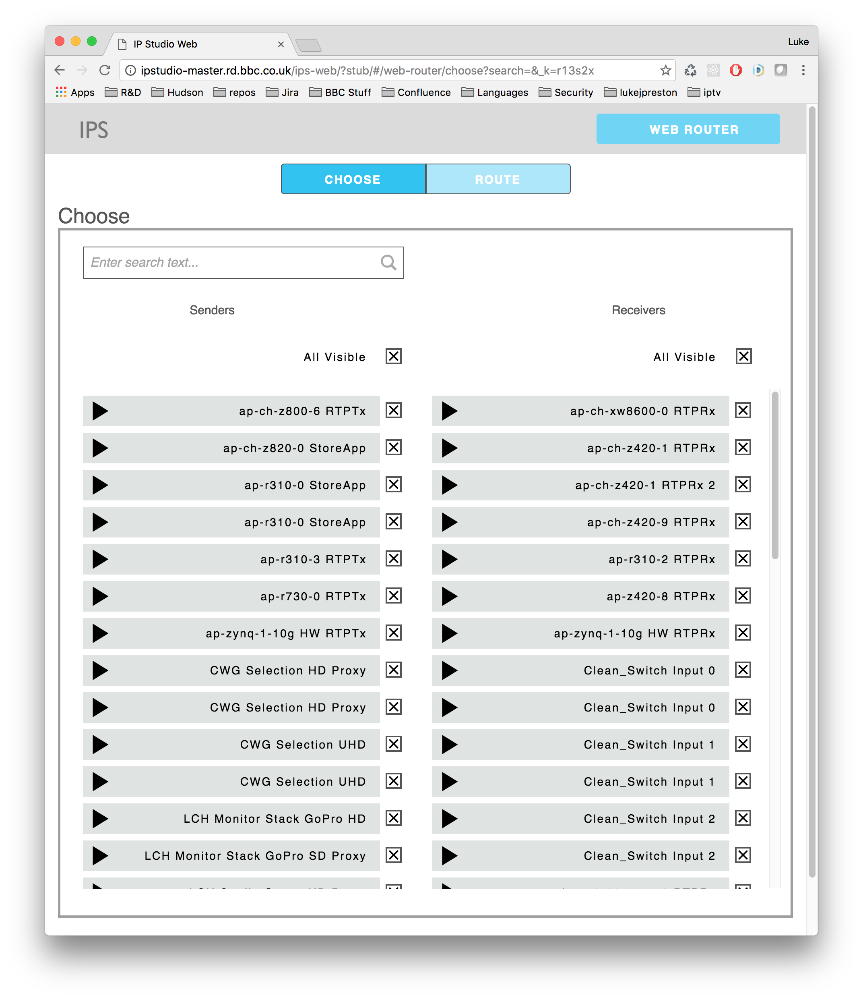 IP Studio Web
Luke
ipstudio-master.rd.bbc.co.uk/ips-web/?stub/#/web-router/choose?search=&_k=r13s2x
Apps R&D Hudson repos Jira BBC Stuff Confluence Languages Security lukejpreston iptv
IPS
WEB ROUTER
CHOOSE ROUTE
Choose
Enter search text...
Senders Receivers
All Visible All Visible
ap-ch-z800-6 RTPTx ap-ch-xw8600-0 RTPRx
ap-ch-z820-0 StoreApp ap-ch-z420-1 RTPRx
ap-r310-0 StoreApp ap-ch-z420-1 RTPRx 2
ap-r310-0 StoreApp ap-ch-z420-9 RTPRx
ap-r310-3 RTPTx ap-r310-2 RTPRx
ap-r730-0 RTPTx ap-z420-8 RTPRx
ap-zynq-1-10g HW RTPTx ap-zynq-1-10g HW RTPRx
CWG Selection HD Proxy Clean_Switch Input 0
CWG Selection HD Proxy Clean_Switch Input 0
CWG Selection UHD Clean_Switch Input 1
CWG Selection UHD Clean_Switch Input 1
LCH Monitor Stack GoPro HD Clean_Switch Input 2
LCH Monitor Stack GoPro SD Proxy Clean_Switch Input 2